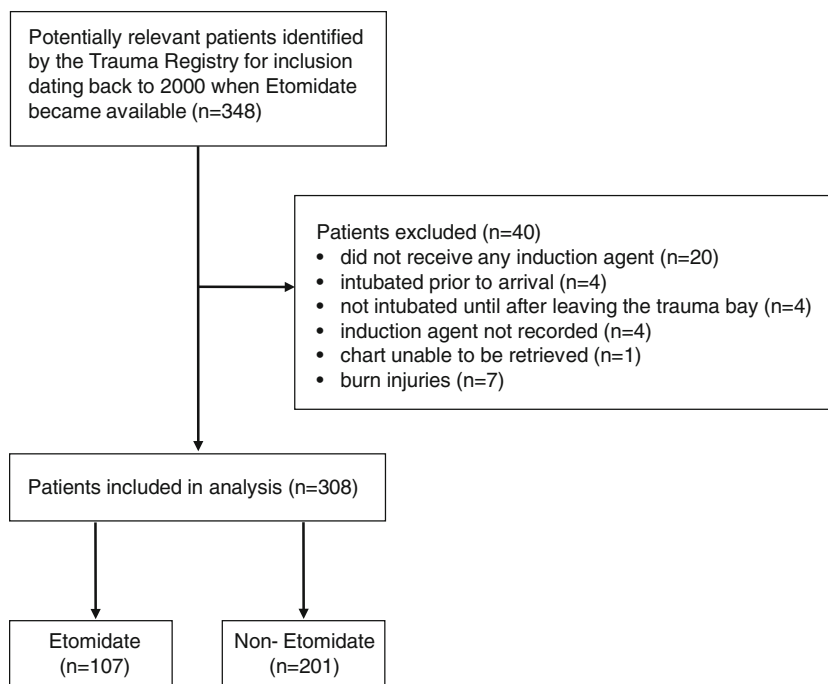 Potentially relevant patients identified
by the Trauma Registry for inclusion
dating back to 2000 when Etomidate
became available (n=348)
Patients excluded (n=40)
• did not receive any induction agent (n=20)
• intubated prior to arrival (n=4)
• not intubated until after leaving the trauma bay (n=4)
• induction agent not recorded (n=4)
• chart unable to be retrieved (n=1)
• burn injuries (n=7)
Patients included in analysis (n=308)
Etomidate
(n=107)
Non- Etomidate
(n=201)